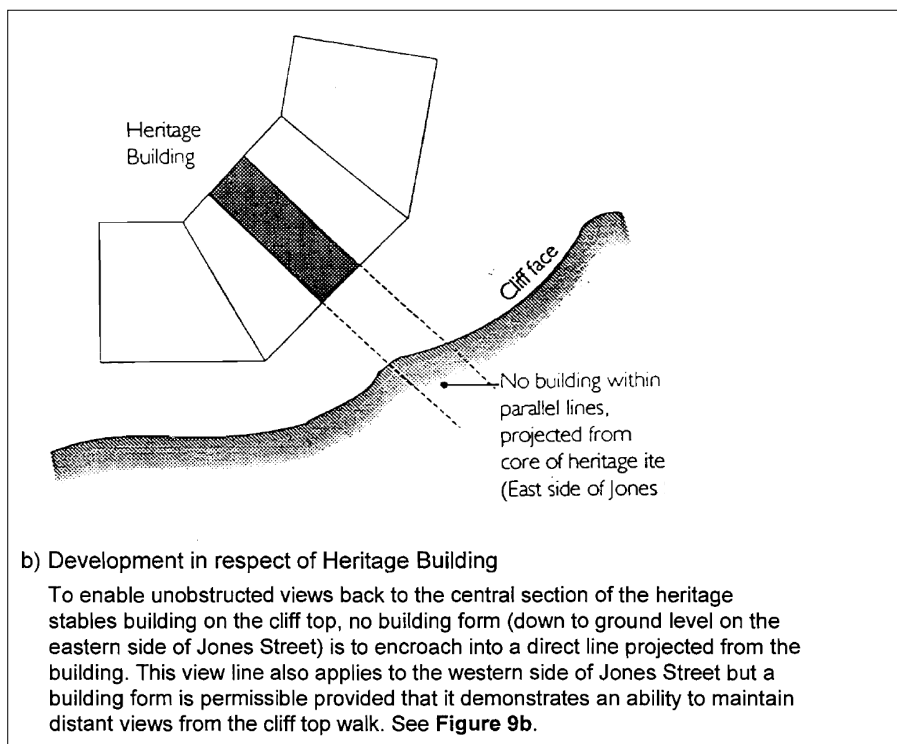 Heritage
Building
Cliff face
No building within
parallel lines,
projected from
core of heritage ite
(East side of Jones
b) Development in respect of Heritage Building
To enable unobstructed views back to the central section of the heritage
stables building on the cliff top, no building form (down to ground level on the
eastern side of Jones Street) is to encroach into a direct line projected from the
building. This view line also applies to the western side of Jones Street but a
building form is permissible provided that it demonstrates an ability to maintain
distant views from the cliff top walk. See Figure 9b.